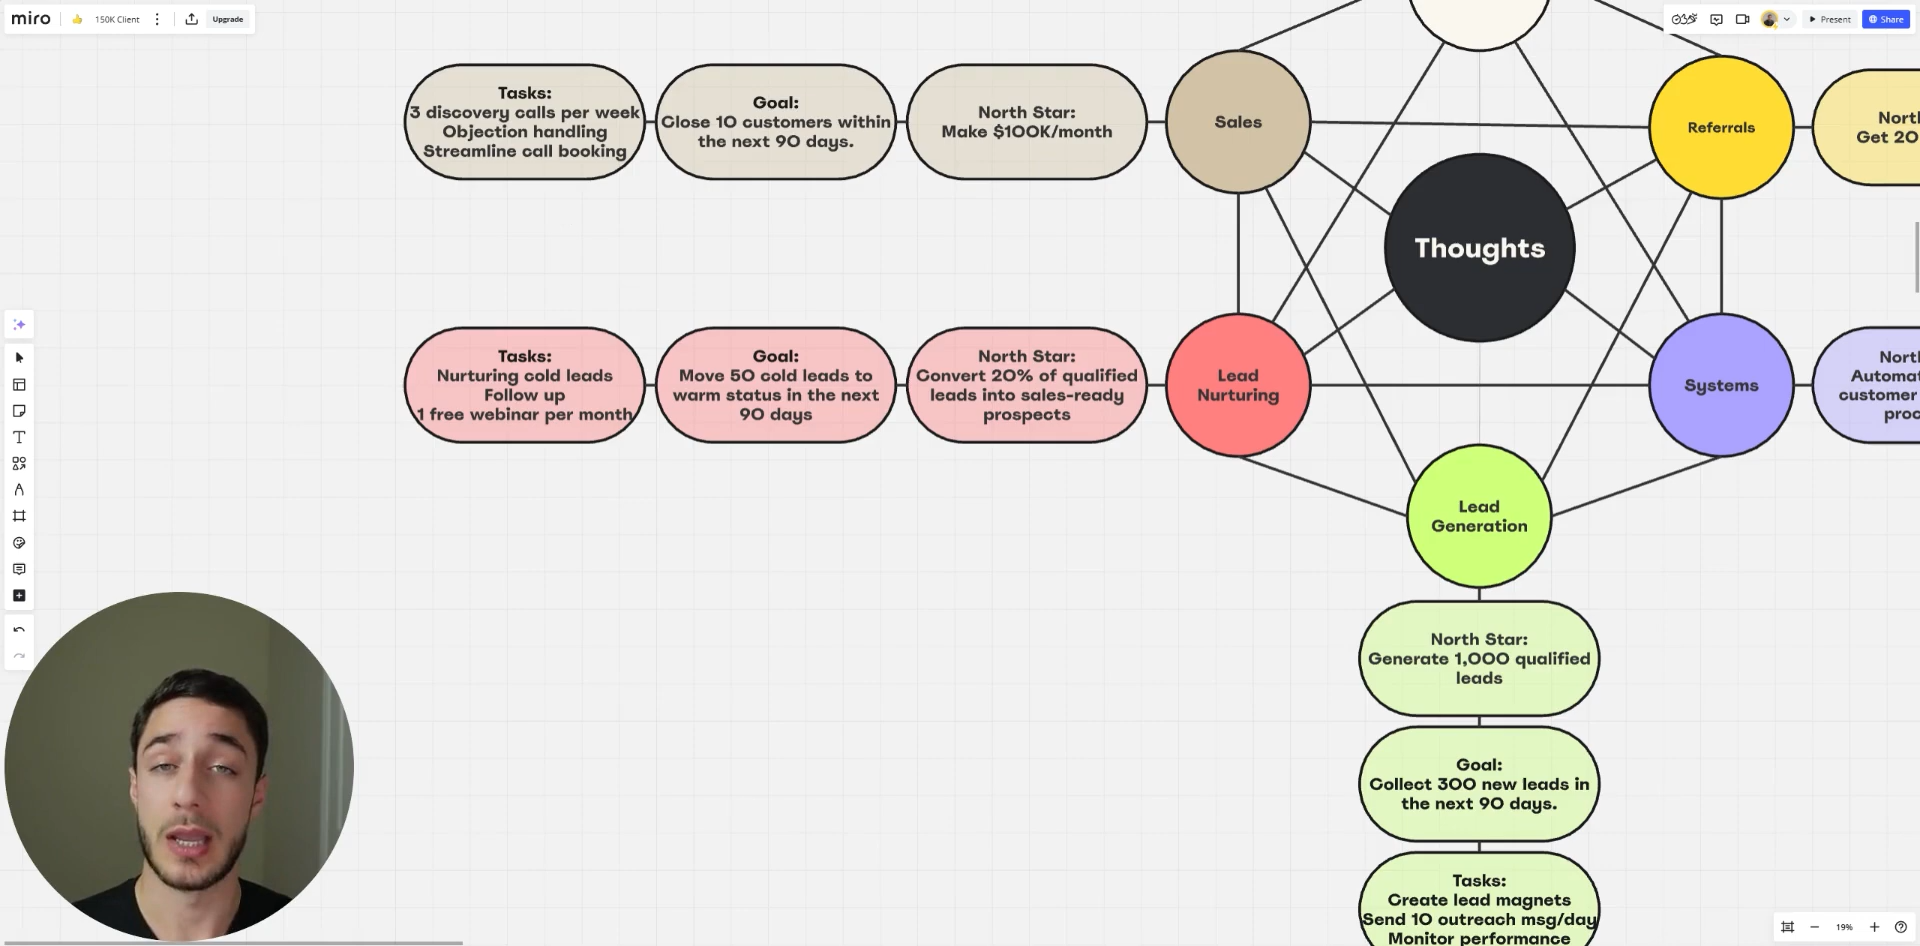 miro
150K Client
Upgrade
Present
Share
Tasks:
3 discovery calls per week
Objection handling
Streamline call booking
Goal:
Close 10 customers within
the next 90 days.
North Star:
Make $100K/month
Sales
Referrals
Get 20
Thoughts
Tasks:
Nurturing cold leads
Follow up
1 free webinar per month
Goal:
Move 50 cold leads to
warm status in the next
90 days
North Star:
Convert 20% of qualified
leads into sales-ready
prospects
Lead
Nurturing
Systems
customer
Lead
Generation
North Star:
Generate 1,000 qualified
leads
Goal:
Collect 300 new leads in
the next 90 days.
Tasks:
Create lead magnets
Send 10 outreach msg/day
Monitor performance
19%